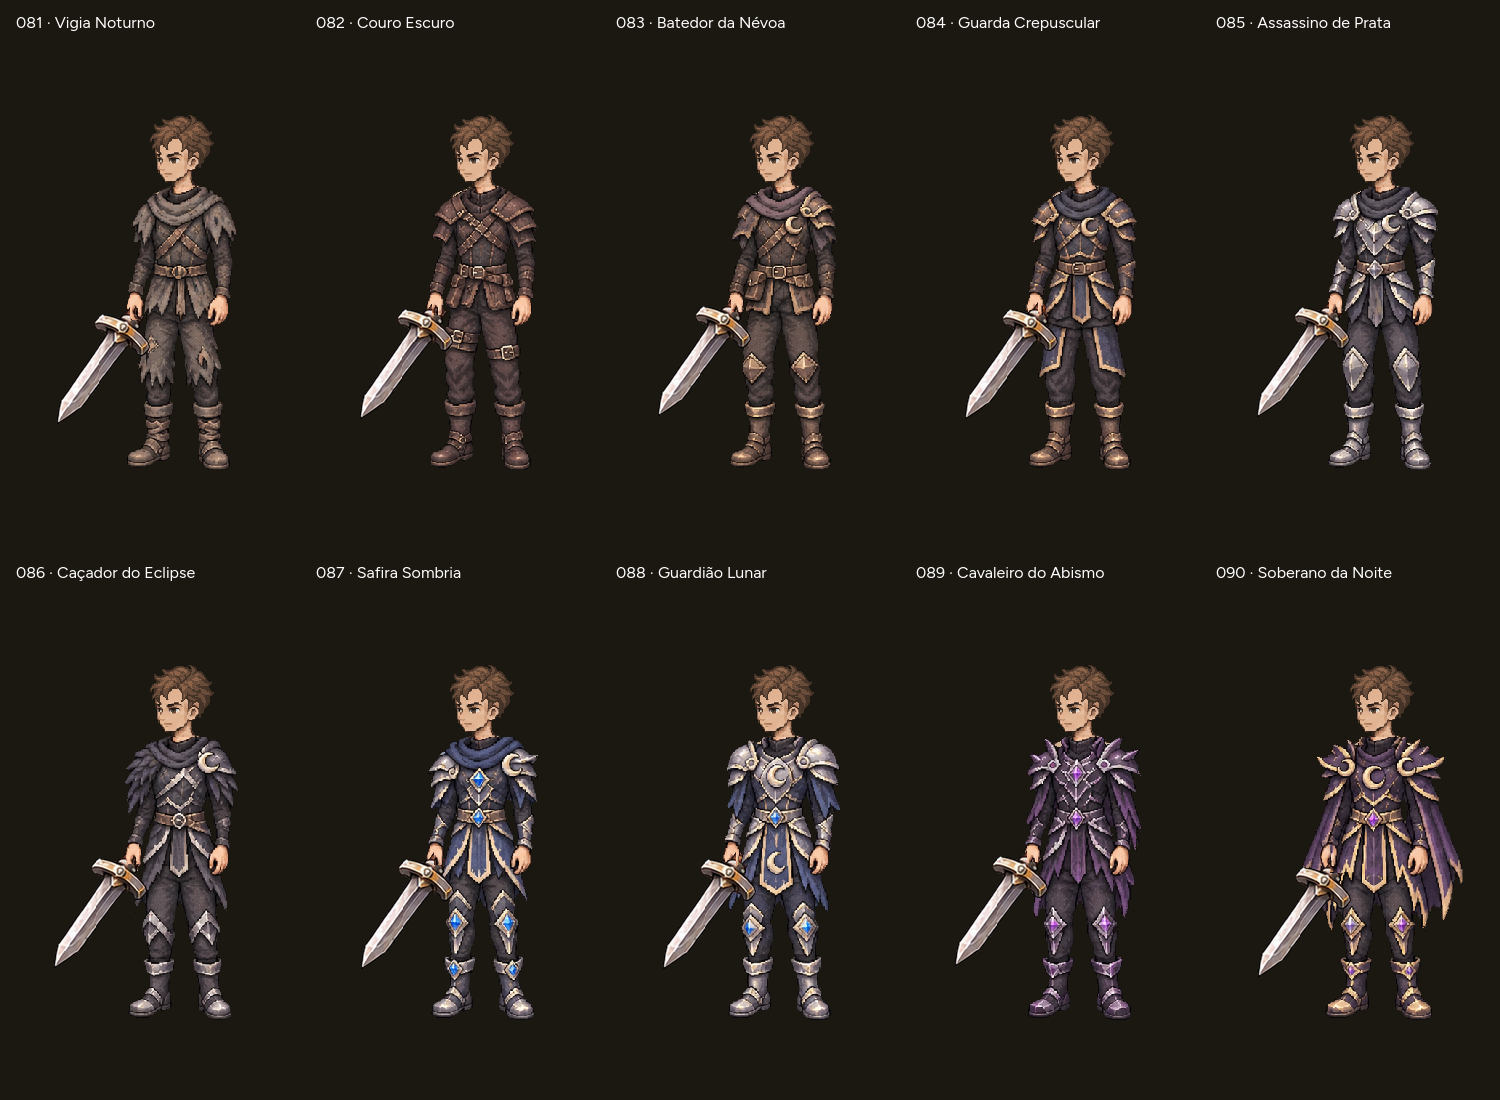 081 · Vigia Noturno
082 · Couro Escuro
083 · Batedor da Névoa
084 · Guarda Crepuscular
085 · Assassino de Prata
086 · Caçador do Eclipse
087 · Safira Sombria
088 · Guardião Lunar
089 · Cavaleiro do Abismo
090 · Soberano da Noite